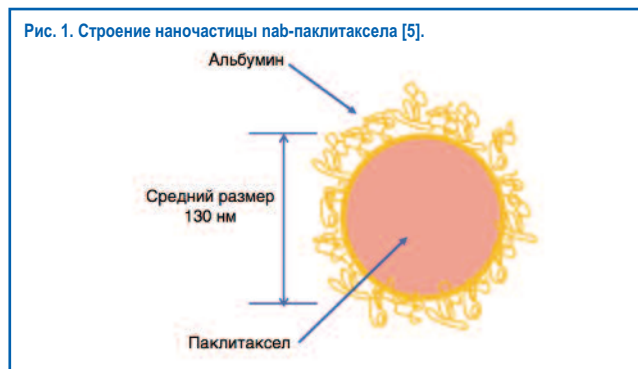 Рис. 1. Строение наночастицы nab-паклитаксела [5].
Альбумин
Средний размер
130 нм
Паклитаксел